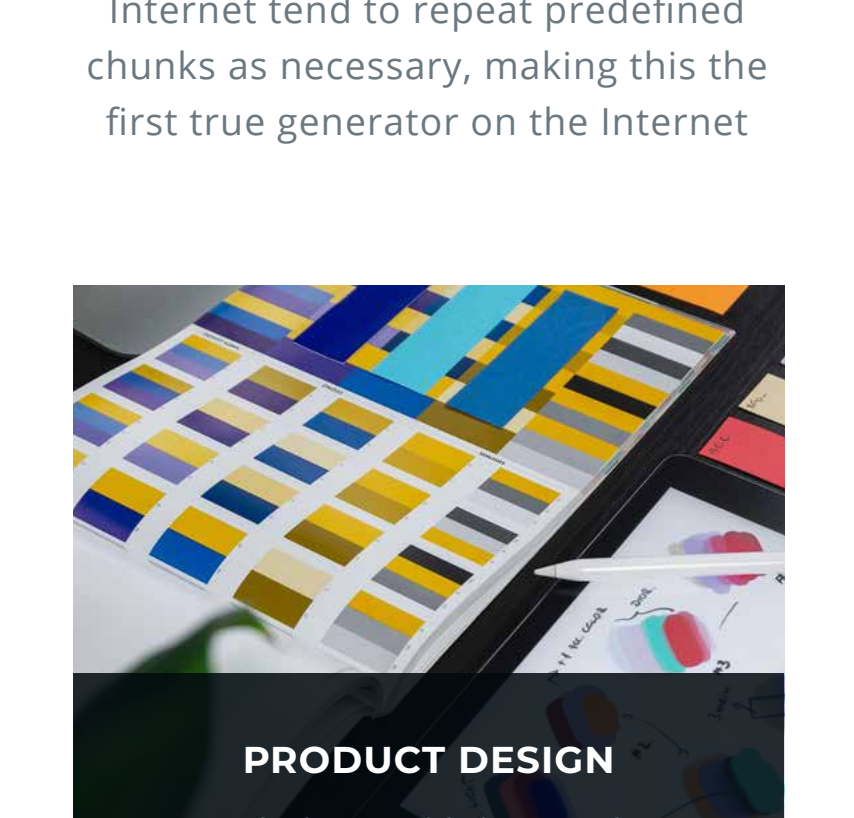 Internet tend to repeat predefined
chunks as necessary, making this the
first true generator on the Internet
PRODUCT DESIGN